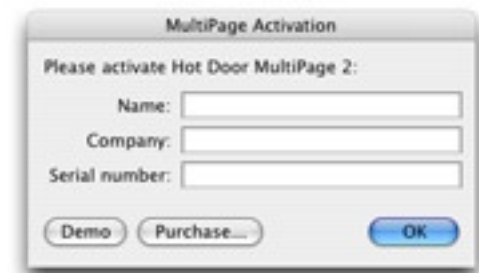 MultiPage Activation
Please activate Hot Door MultiPage 2:
Name:
Company:
Serial number:
Demo Purchase... OK